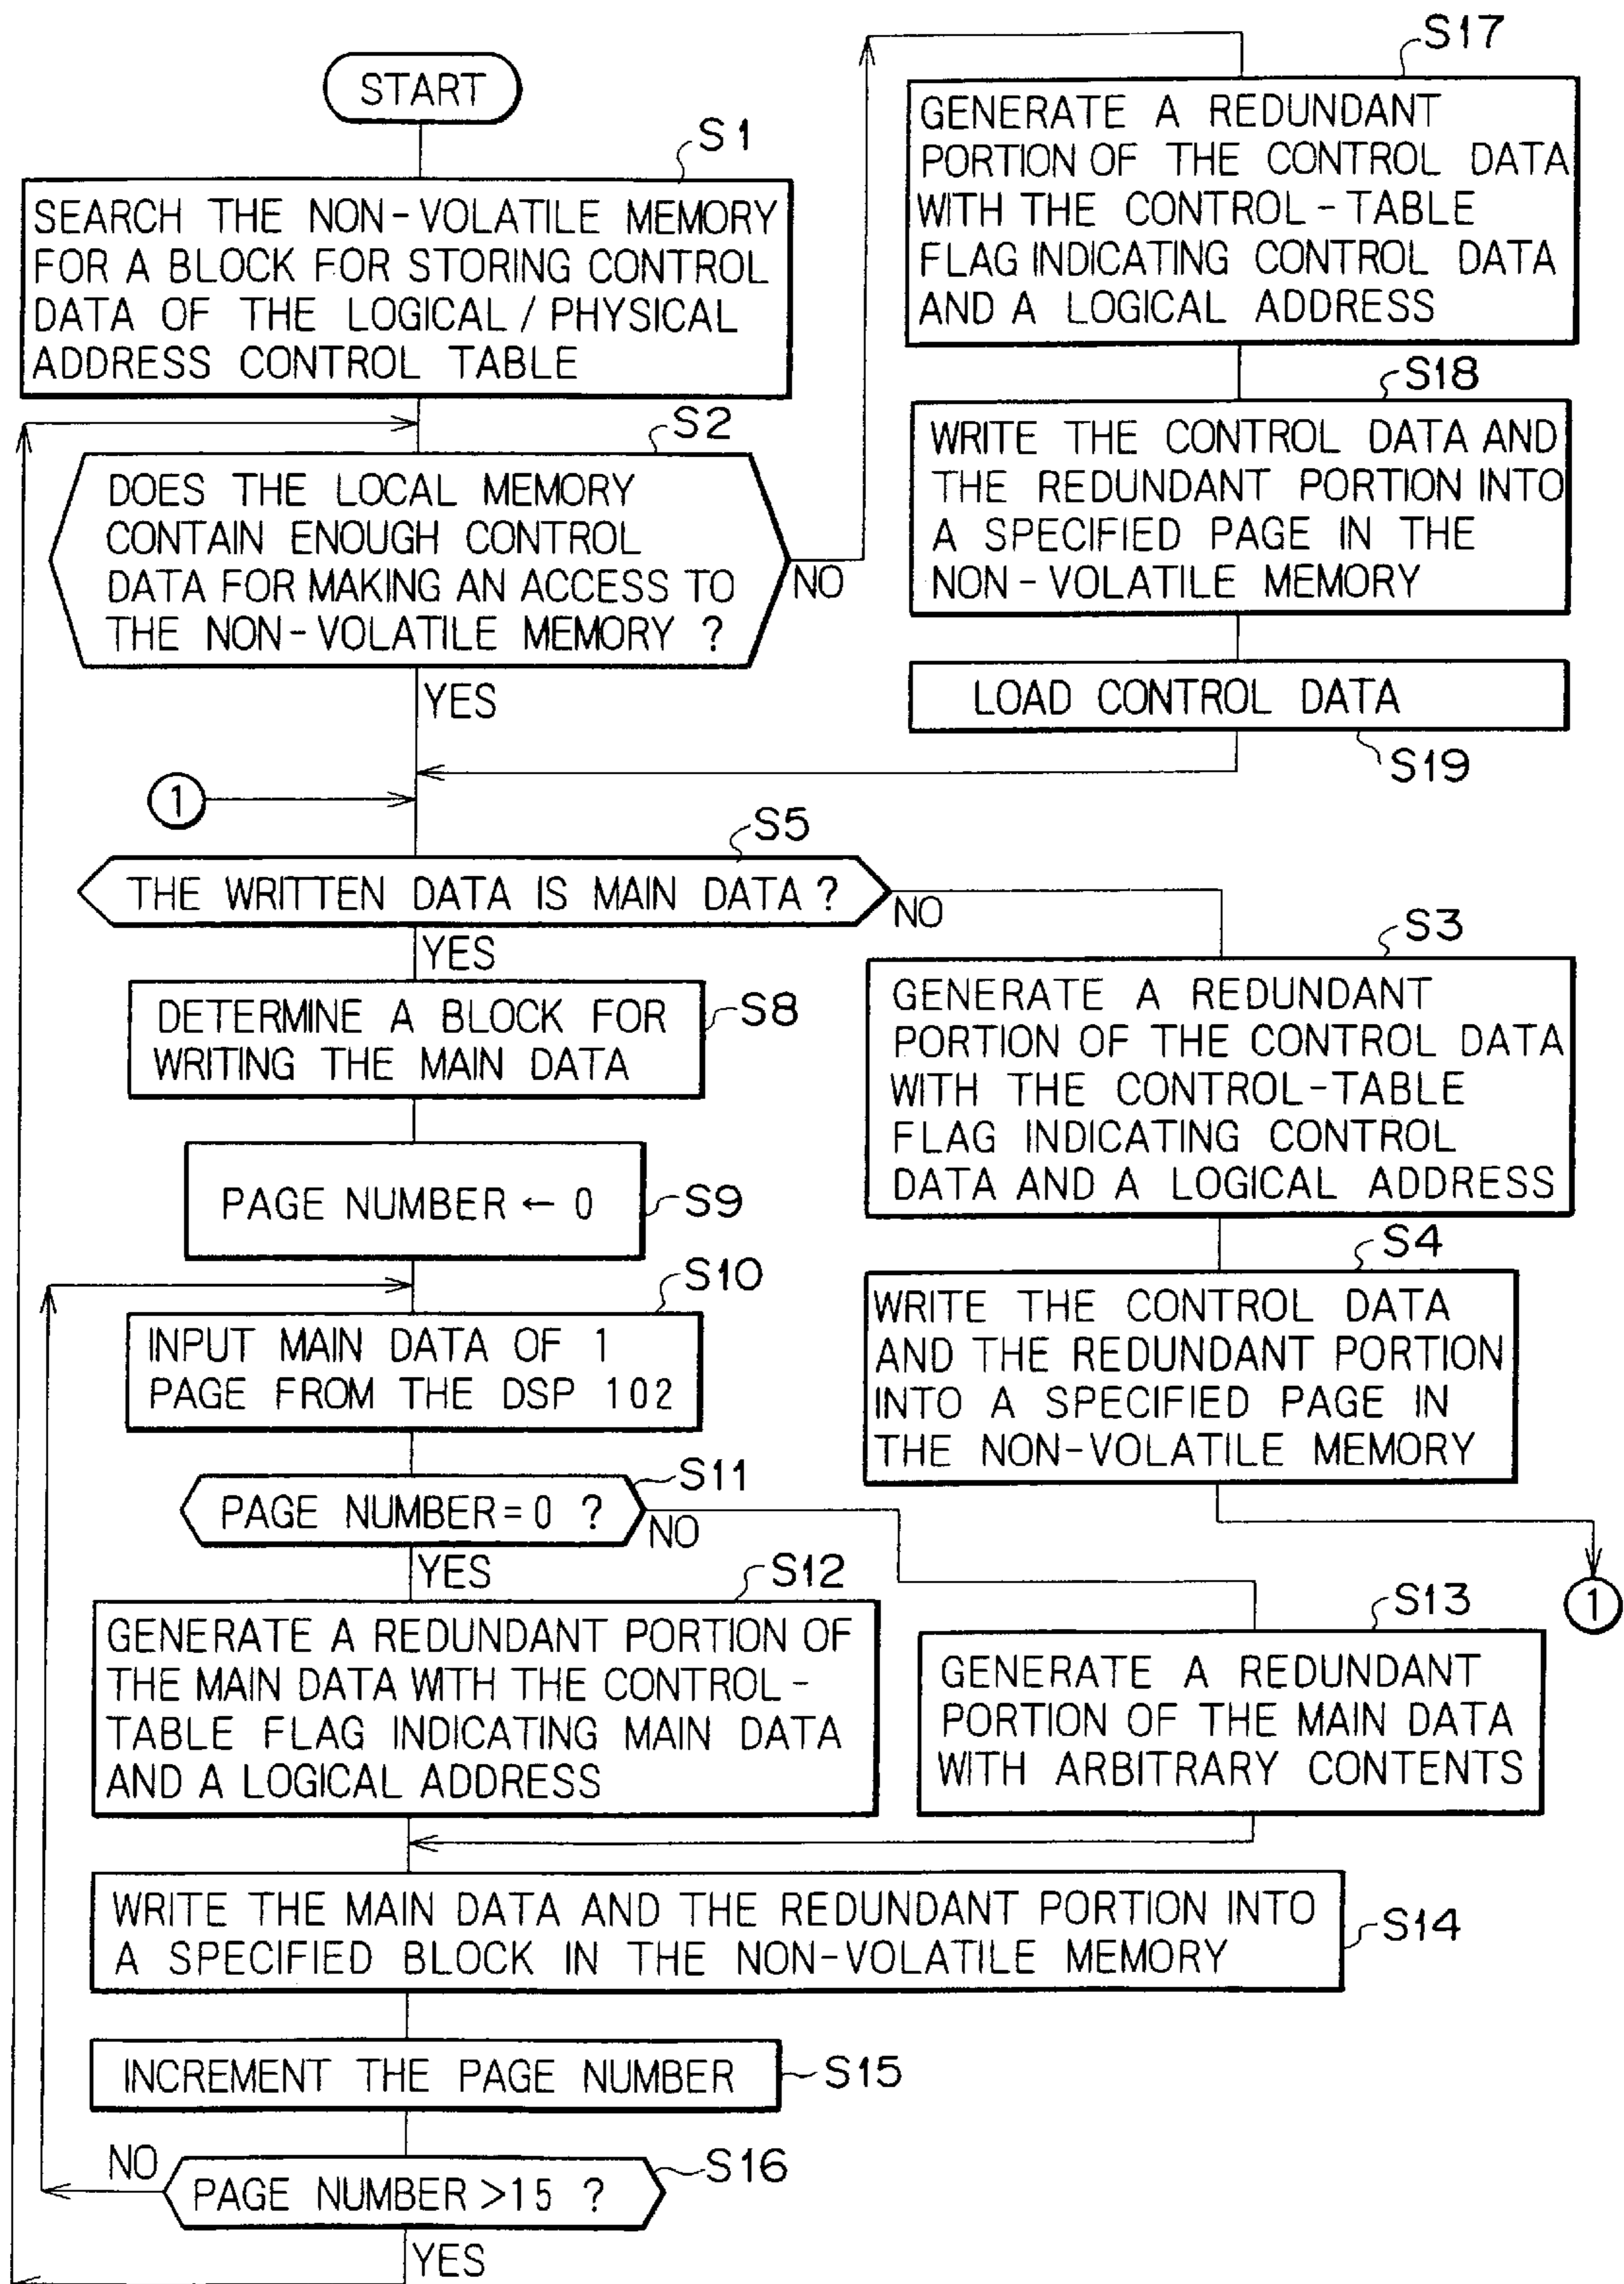 START
S1
SEARCH THE NON-VOLATILE MEMORY
FOR A BLOCK FOR STORING CONTROL
DATA OF THE LOGICAL / PHYSICAL
ADDRESS CONTROL TABLE
S2
DOES THE LOCAL MEMORY
CONTAIN ENOUGH CONTROL
DATA FOR MAKING AN ACCESS TO
THE NON-VOLATILE MEMORY ?
NO
YES
S17
GENERATE A REDUNDANT
PORTION OF THE CONTROL DATA
WITH THE CONTROL-TABLE
FLAG INDICATING CONTROL DATA
AND A LOGICAL ADDRESS
S18
WRITE THE CONTROL DATA AND
THE REDUNDANT PORTION INTO
A SPECIFIED PAGE IN THE
NON-VOLATILE MEMORY
LOAD CONTROL DATA
S19
1
S5
THE WRITTEN DATA IS MAIN DATA ?
NO
YES
S3
GENERATE A REDUNDANT
PORTION OF THE CONTROL DATA
WITH THE CONTROL-TABLE
FLAG INDICATING CONTROL
DATA AND A LOGICAL ADDRESS
S4
WRITE THE CONTROL DATA
AND THE REDUNDANT PORTION
INTO A SPECIFIED PAGE IN
THE NON-VOLATILE MEMORY
1
DETERMINE A BLOCK FOR
WRITING THE MAIN DATA
S8
PAGE NUMBER ← 0
S9
S10
INPUT MAIN DATA OF 1
PAGE FROM THE DSP 102
S11
PAGE NUMBER = 0 ?
NO
YES
S12
GENERATE A REDUNDANT PORTION OF
THE MAIN DATA WITH THE CONTROL-
TABLE FLAG INDICATING MAIN DATA
AND A LOGICAL ADDRESS
S13
GENERATE A REDUNDANT
PORTION OF THE MAIN DATA
WITH ARBITRARY CONTENTS
WRITE THE MAIN DATA AND THE REDUNDANT PORTION INTO
A SPECIFIED BLOCK IN THE NON-VOLATILE MEMORY
S14
INCREMENT THE PAGE NUMBER
S15
NO
PAGE NUMBER >15 ?
S16
YES